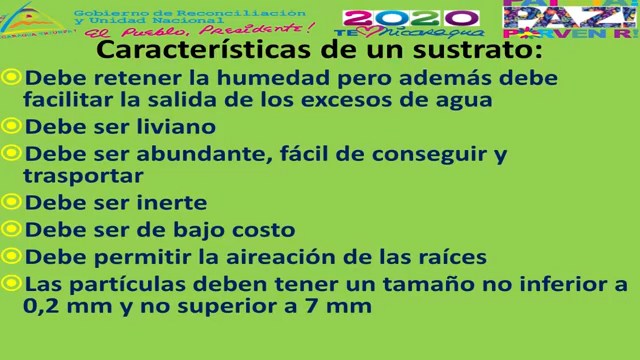 Gobierno de Reconciliación
y Unidad Nacional
El Pueblo, Presidente!
2020
TE Nicaragua
PAZ!
PORVENIR!
Características de un sustrato:
Debe retener la humedad pero además debe
facilitar la salida de los excesos de agua
Debe ser liviano
Debe ser abundante, fácil de conseguir y
trasportar
Debe ser inerte
Debe ser de bajo costo
Debe permitir la aireación de las raíces
Las partículas deben tener un tamaño no inferior a
0,2 mm y no superior a 7 mm